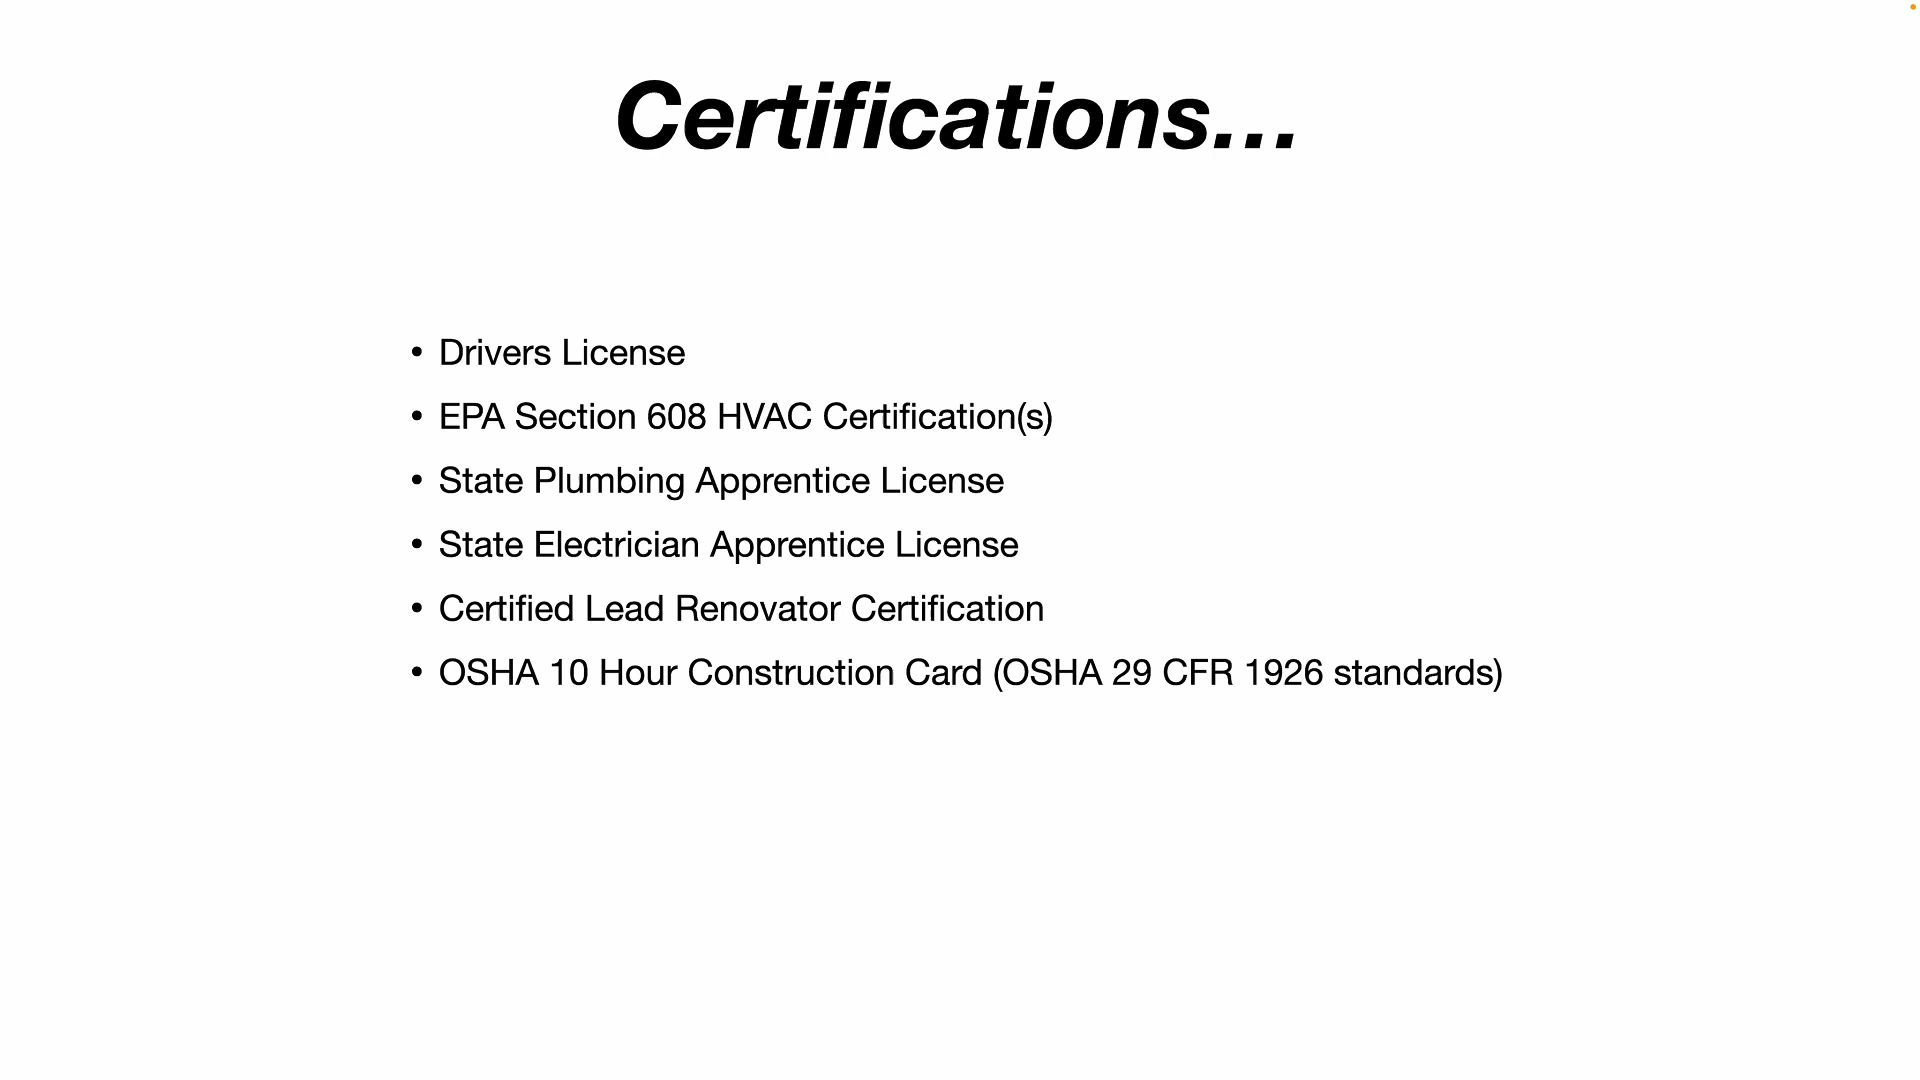 Certifications...
• Drivers License
• EPA Section 608 HVAC Certification(s)
• State Plumbing Apprentice License
• State Electrician Apprentice License
• Certified Lead Renovator Certification
• OSHA 10 Hour Construction Card (OSHA 29 CFR 1926 standards)